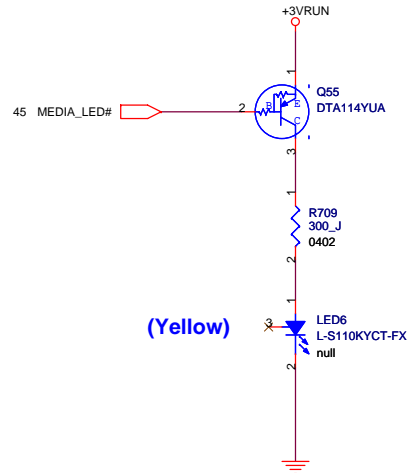 +3VRUN
1
Q55
B
E
DTA114YUA
45 MEDIA_LED#
2
C
3
1
R709
300_J
0402
2
1
LED6
(Yellow)
3
L-S110KYCT-FX
null
2